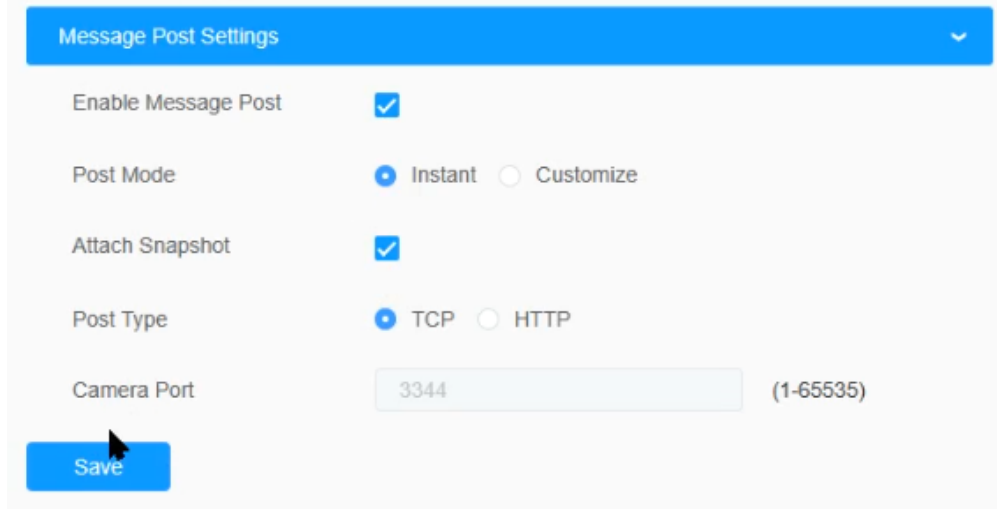 Message Post Settings
Enable Message Post
Post Mode Instant Customize
Attach Snapshot
Post Type TCP HTTP
Camera Port 3344 (1-65535)
Save